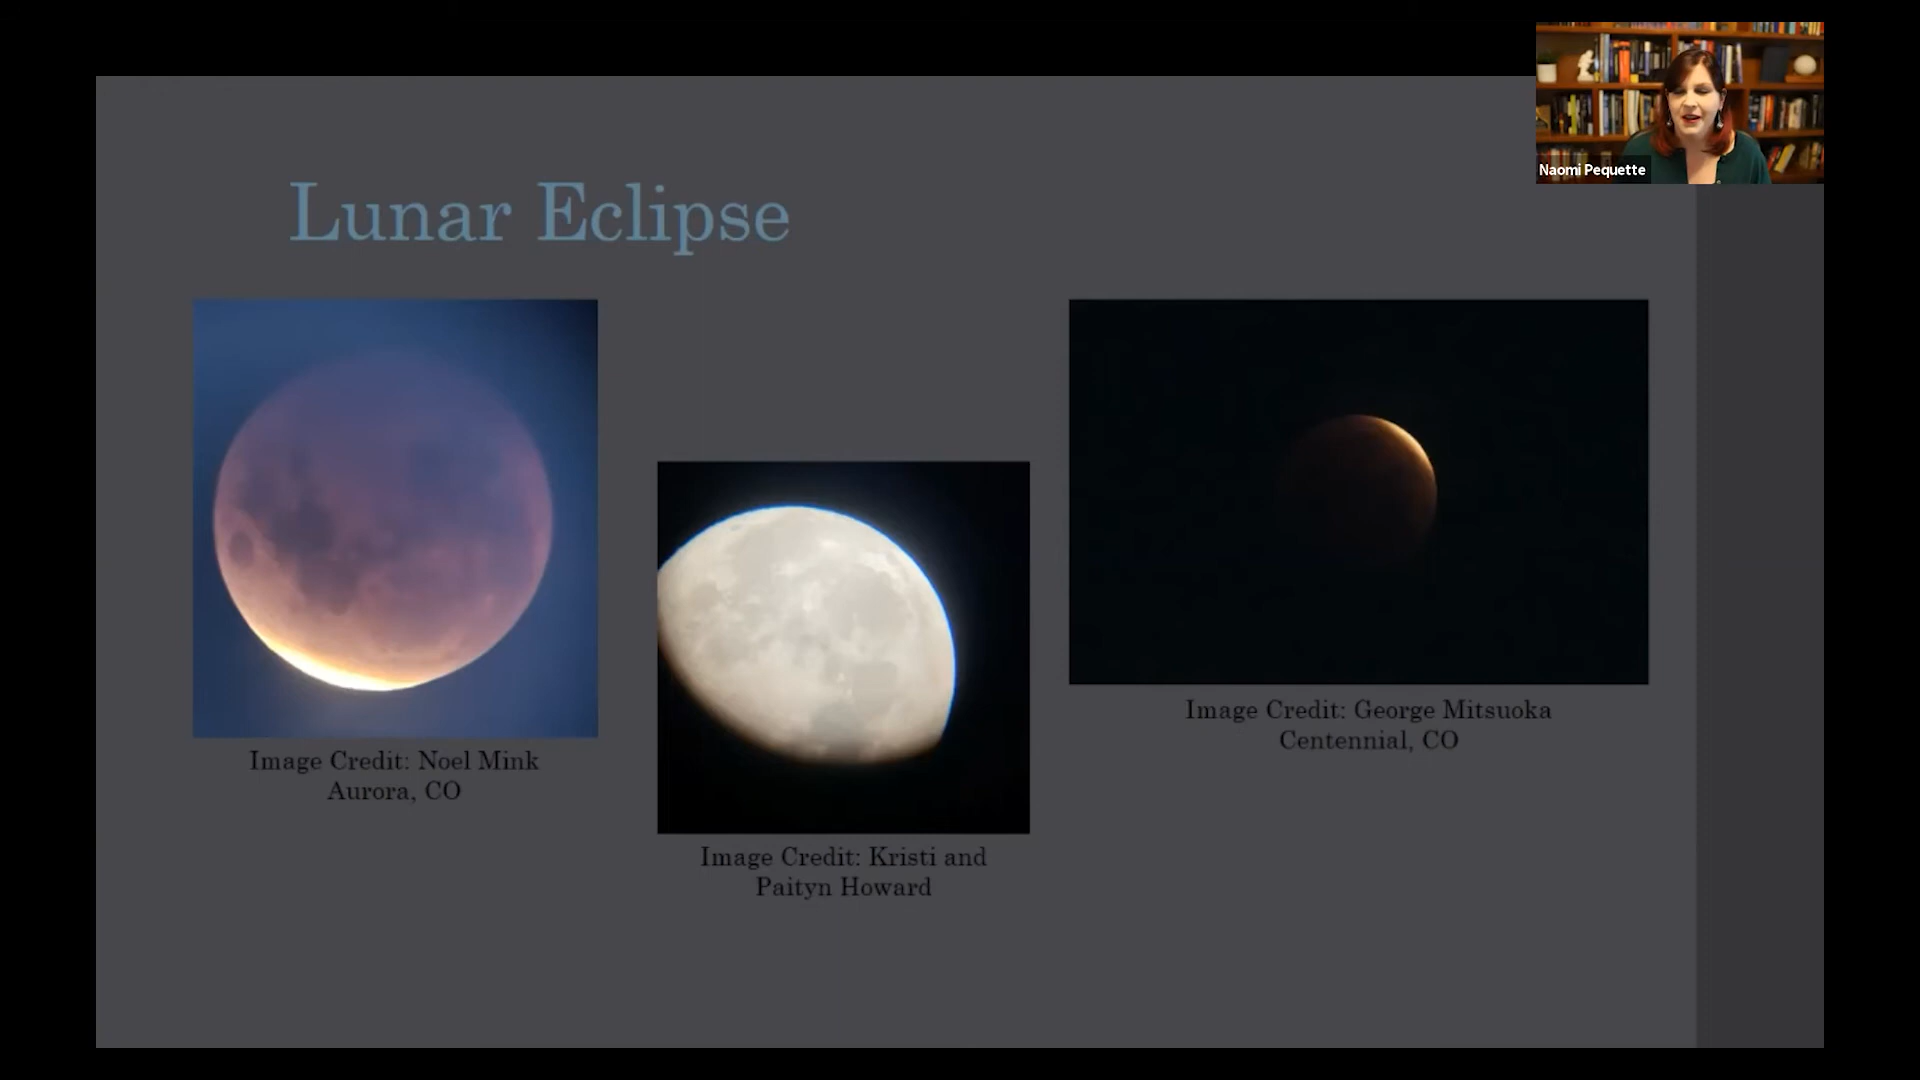 Naomi Pequette
Lunar Eclipse
Image Credit: Noel Mink
Aurora, CO
Image Credit: Kristi and
Paityn Howard
Image Credit: George Mitsuoka
Centennial, CO